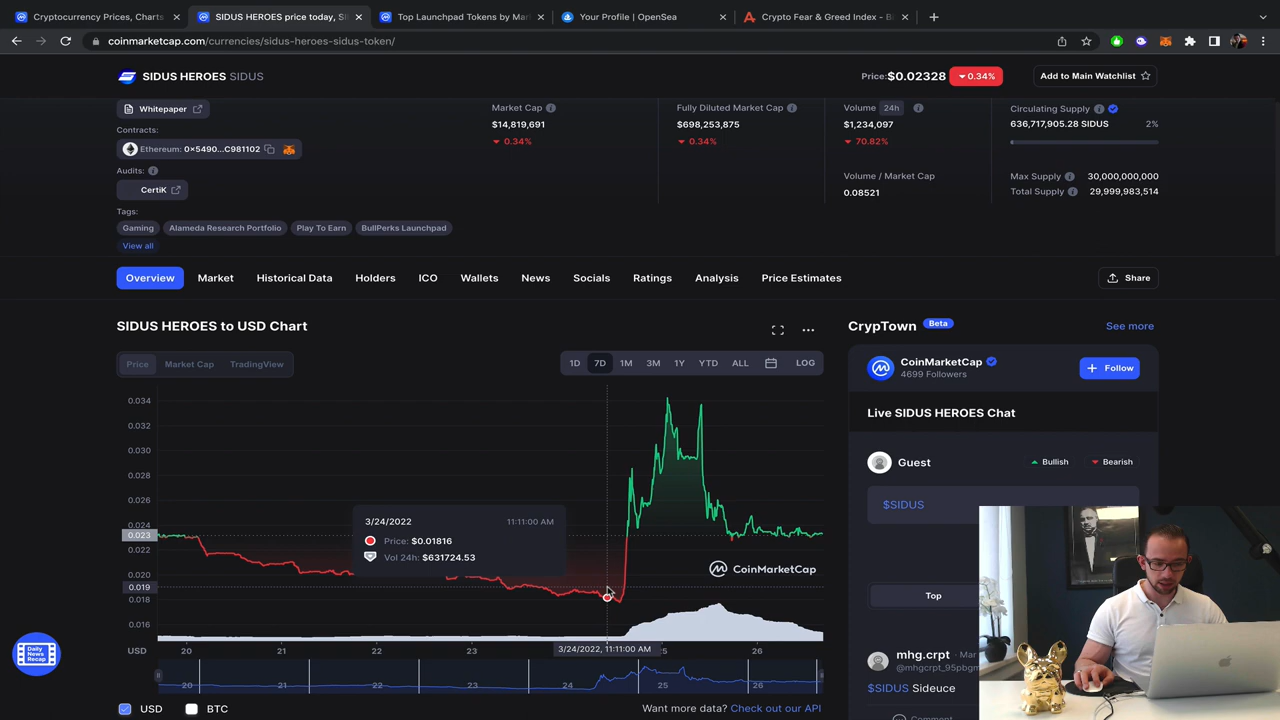 Cryptocurrency Prices, Charts
SIDUS HEROES price today, SI
Top Launchpad Tokens by Mar
Your Profile | OpenSea
Crypto Fear & Greed Index - Bi
coinmarketcap.com/currencies/sidus-heroes-sidus-token/
SIDUS HEROES SIDUS
Price: $0.02328 0.34%
Add to Main Watchlist
Whitepaper
Contracts:
Ethereum: 0x5490...C981102
Audits:
CertiK
Tags:
Gaming Alameda Research Portfolio Play To Earn BullPerks Launchpad
View all
Market Cap
$14,819,691
0.34%
Fully Diluted Market Cap
$698,253,875
0.34%
Volume 24h
$1,234,097
70.82%
Volume / Market Cap
0.08521
Circulating Supply
636,717,905.28 SIDUS 2%
Max Supply 30,000,000,000
Total Supply 29,999,983,514
Overview Market Historical Data Holders ICO Wallets News Socials Ratings Analysis Price Estimates
Share
SIDUS HEROES to USD Chart
Price Market Cap TradingView
1D 7D 1M 3M 1Y YTD ALL LOG
0.034
0.032
0.030
0.028
0.026
0.024
0.023
0.022
0.020
0.019
0.018
0.016
3/24/2022 11:11:00 AM
Price: $0.01816
Vol 24h: $631724.53
CoinMarketCap
USD 20 21 22 23 3/24/2022, 11:11:00 AM 25 26
20 21 22 23 24 25 26
USD BTC
Want more data? Check out our API
Daily
News
Recap
CrypTown Beta
See more
CoinMarketCap
4699 Followers
Follow
Live SIDUS HEROES Chat
Guest
Bullish Bearish
$SIDUS
Top
mhg.crpt · Mar
@mhgcrpt_95pbgm
$SIDUS Sideuce
Comment